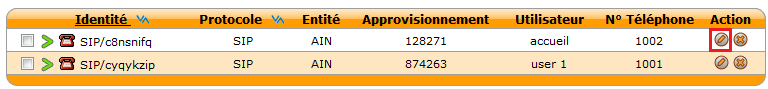 Identité Protocole Entité Approvisionnement Utilisateur N° Téléphone Action
SIP/c8nsnifq SIP AIN 128271 accueil 1002
SIP/cyqykzip SIP AIN 874263 user 1 1001